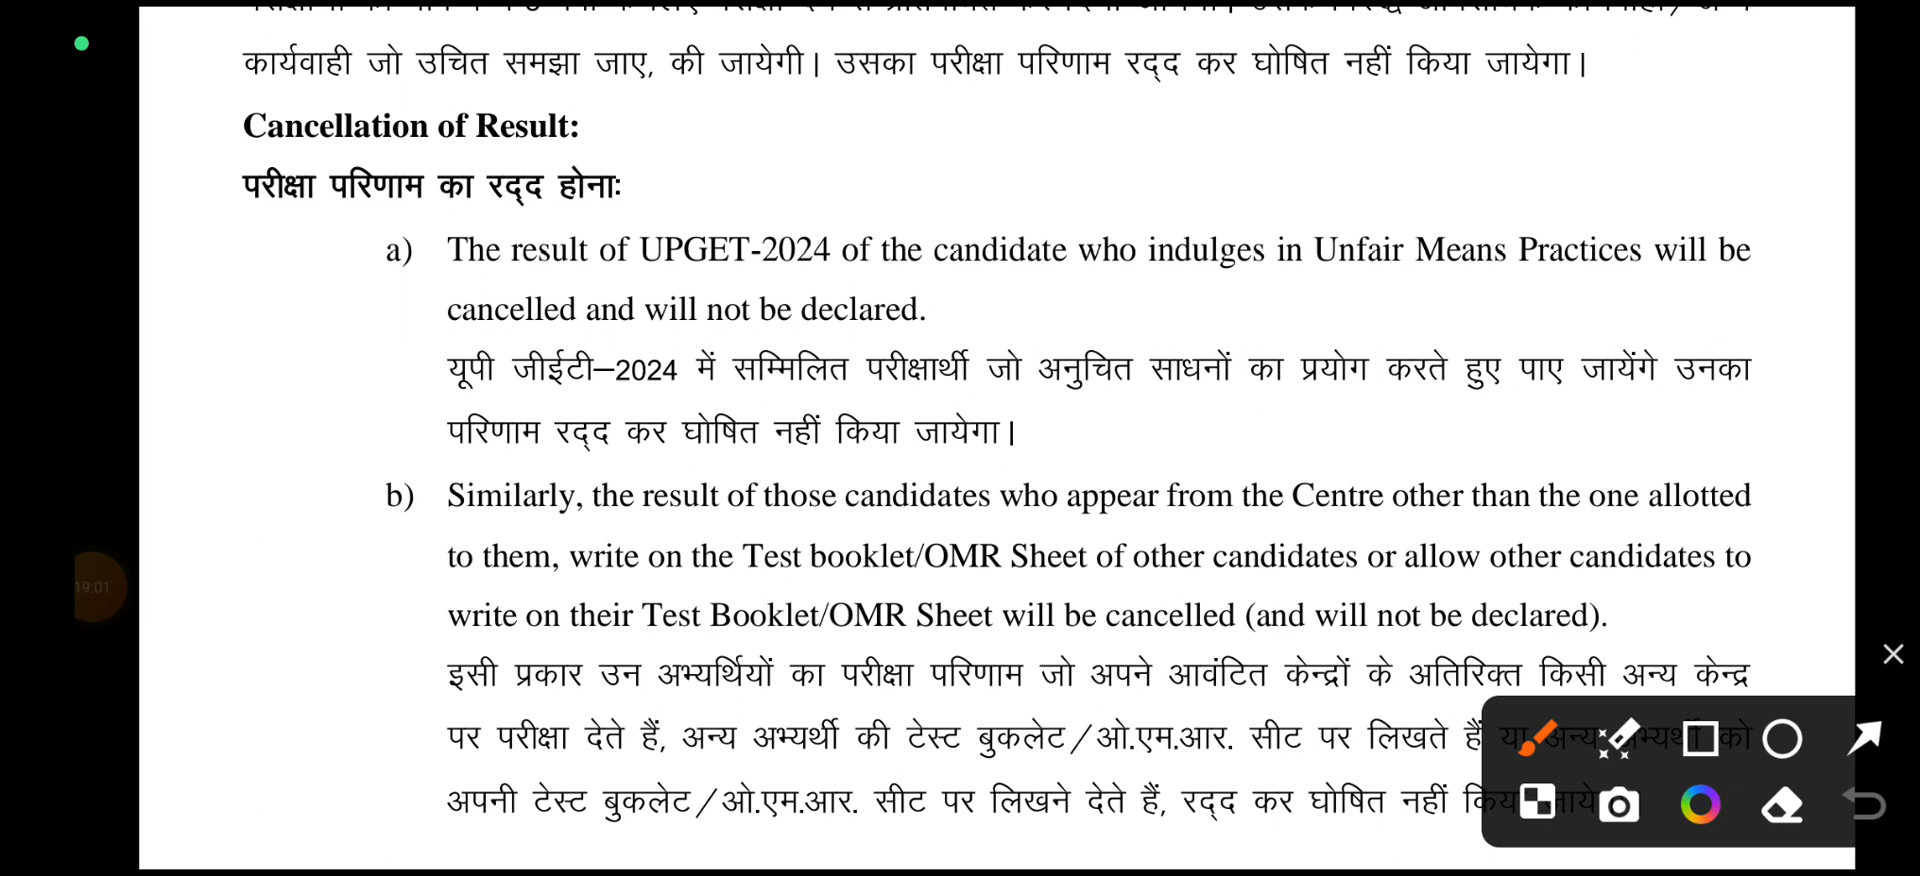 कार्यवाही जो उचित समझा जाए, की जायेगी। उसका परीक्षा परिणाम रद्द कर घोषित नहीं किया जायेगा।
Cancellation of Result:
परीक्षा परिणाम का रद्द होनाः
a) The result of UPGET-2024 of the candidate who indulges in Unfair Means Practices will be
cancelled and will not be declared.
यूपी जीईटी–2024 में सम्मिलित परीक्षार्थी जो अनुचित साधनों का प्रयोग करते हुए पाए जायेंगे उनका
परिणाम रद्द कर घोषित नहीं किया जायेगा।
b) Similarly, the result of those candidates who appear from the Centre other than the one allotted
to them, write on the Test booklet/OMR Sheet of other candidates or allow other candidates to
write on their Test Booklet/OMR Sheet will be cancelled (and will not be declared).
इसी प्रकार उन अभ्यर्थियों का परीक्षा परिणाम जो अपने आवंटित केन्द्रों के अतिरिक्त किसी अन्य केन्द्र
पर परीक्षा देते हैं, अन्य अभ्यर्थी की टेस्ट बुकलेट/ओ.एम.आर. सीट पर लिखते हैं या अन्य अभ्यर्थी को
अपनी टेस्ट बुकलेट/ओ.एम.आर. सीट पर लिखने देते हैं, रद्द कर घोषित नहीं
19:01